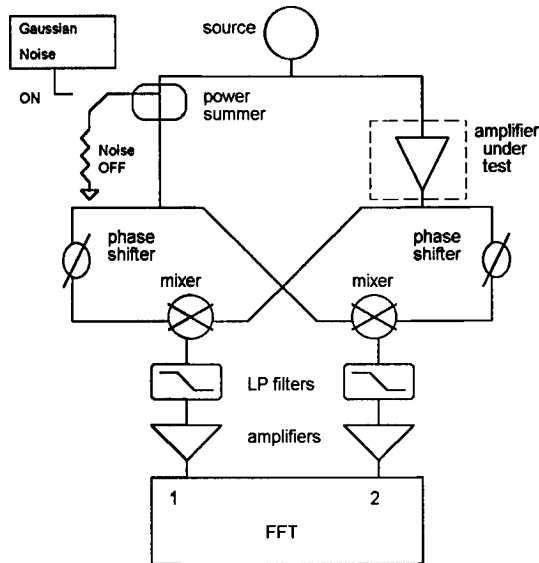 Gaussian
Noise
source
ON
power
summer
Noise
OFF
amplifier
under
test
phase
shifter
phase
shifter
mixer
mixer
LP filters
amplifiers
1
2
FFT